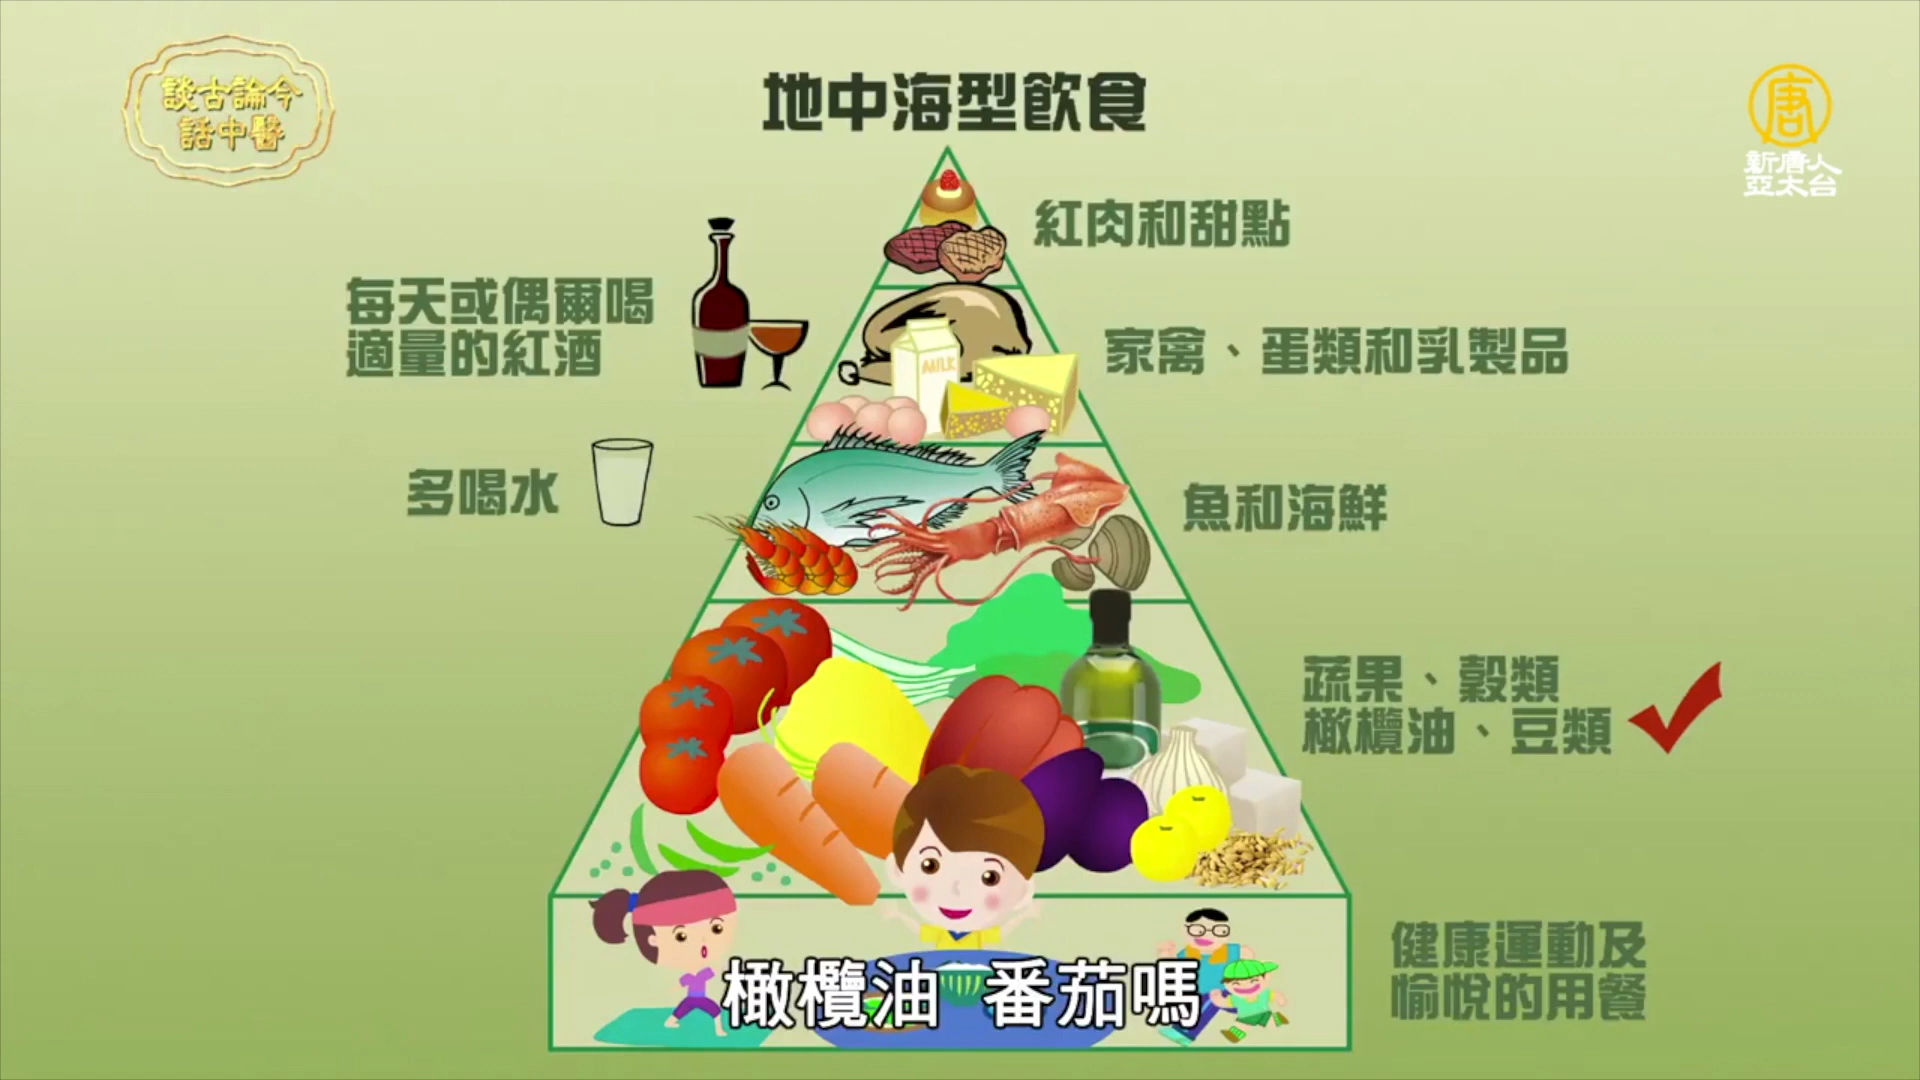 談古論今
話中醫
地中海型飲食
唐
新唐人
亞太台
紅肉和甜點
每天或偶爾喝
適量的紅酒
家禽、蛋類和乳製品
MILK
多喝水
魚和海鮮
蔬果、穀類
橄欖油、豆類
健康運動及
愉悅的用餐
橄欖油 番茄嗎